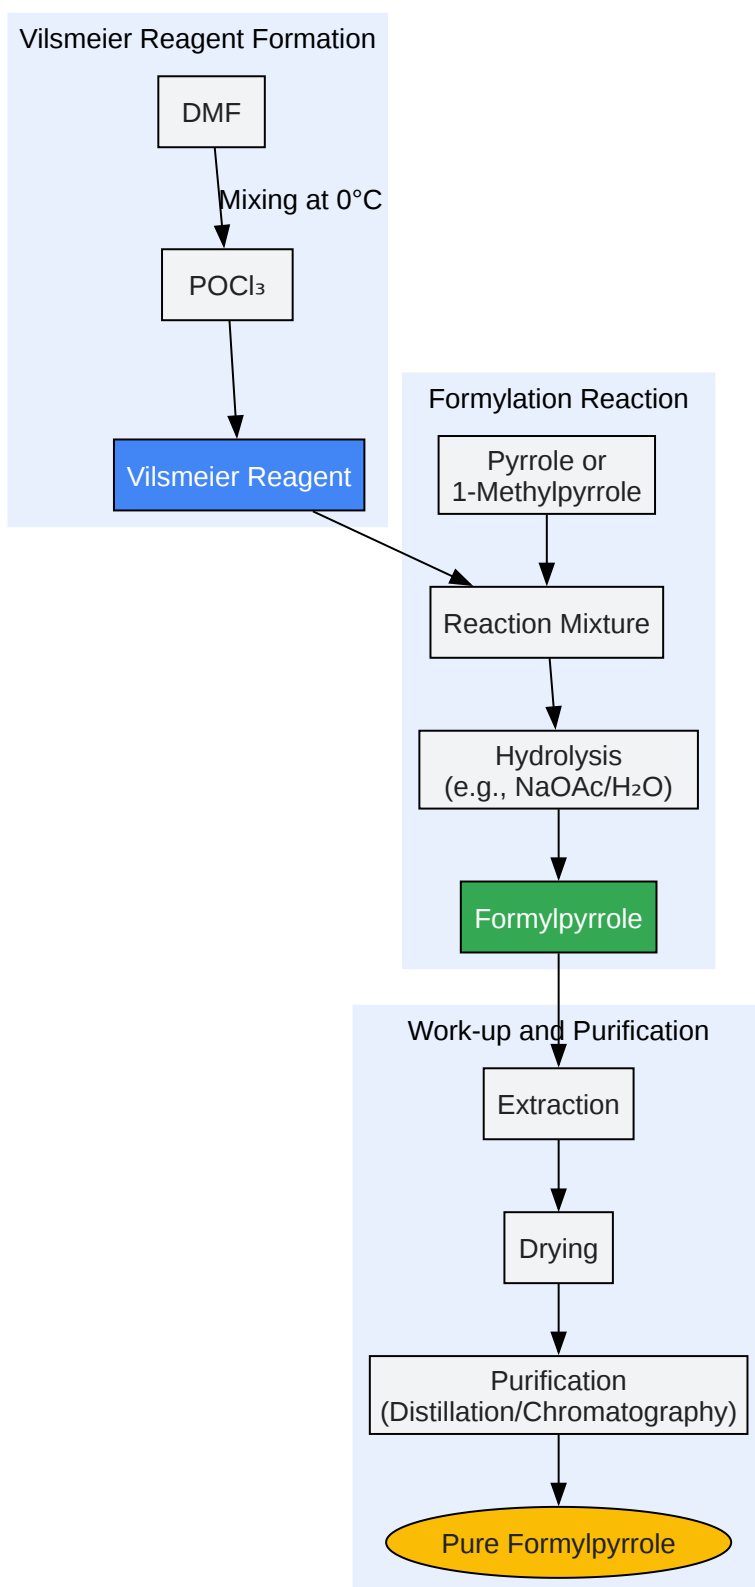 Vilsmeier Reagent Formation
DMF
Mixing at 0°C
POCl₃
Vilsmeier Reagent
Formylation Reaction
Pyrrole or
1-Methylpyrrole
Reaction Mixture
Hydrolysis
(e.g., NaOAc/H₂O)
Formylpyrrole
Work-up and Purification
Extraction
Drying
Purification
(Distillation/Chromatography)
Pure Formylpyrrole